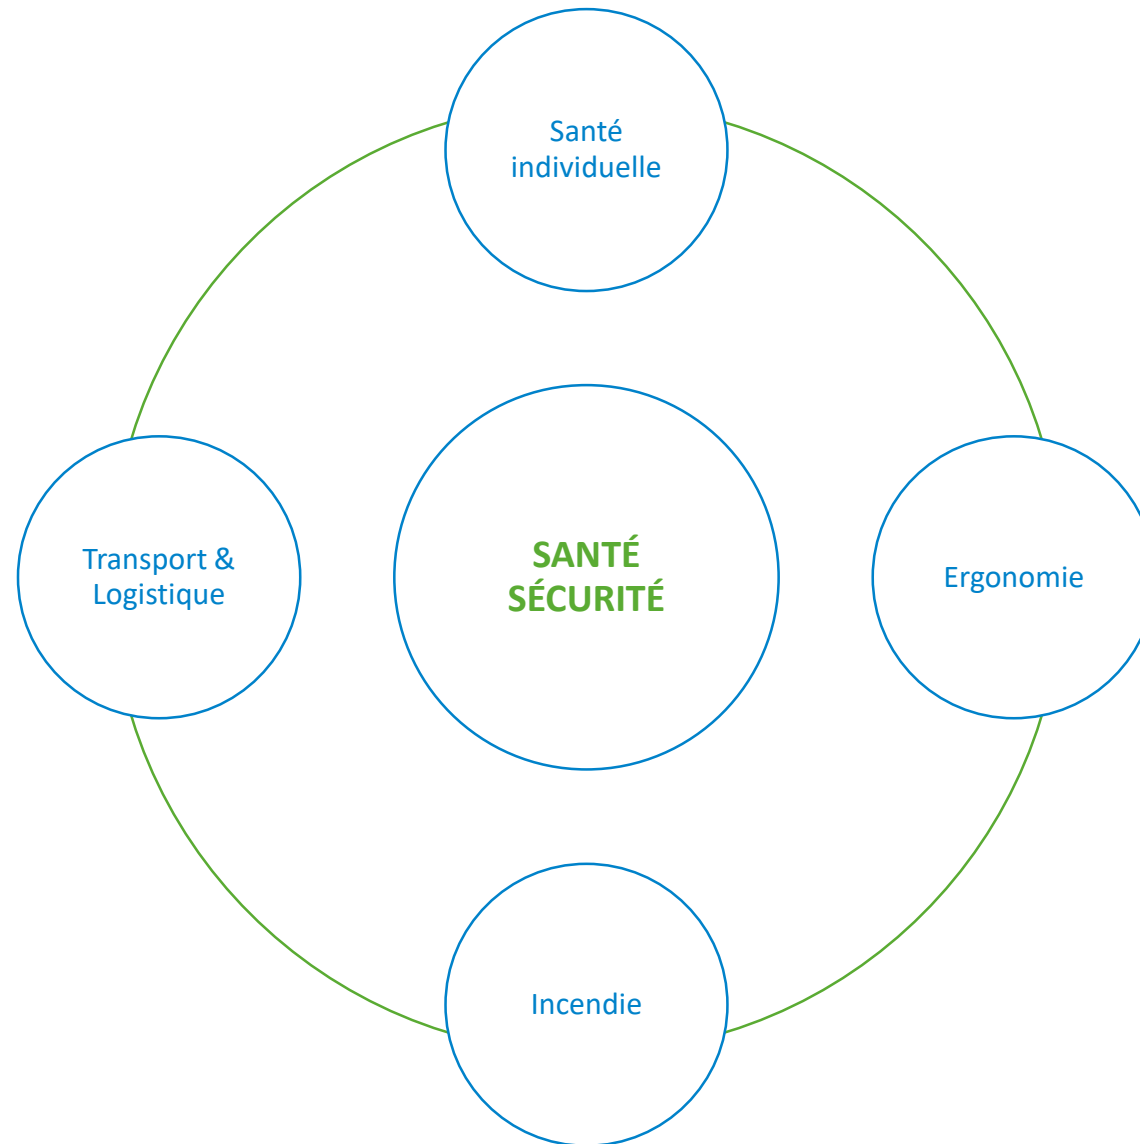 Santé
individuelle
Transport &
Logistique
SANTÉ
SÉCURITÉ
Ergonomie
Incendie